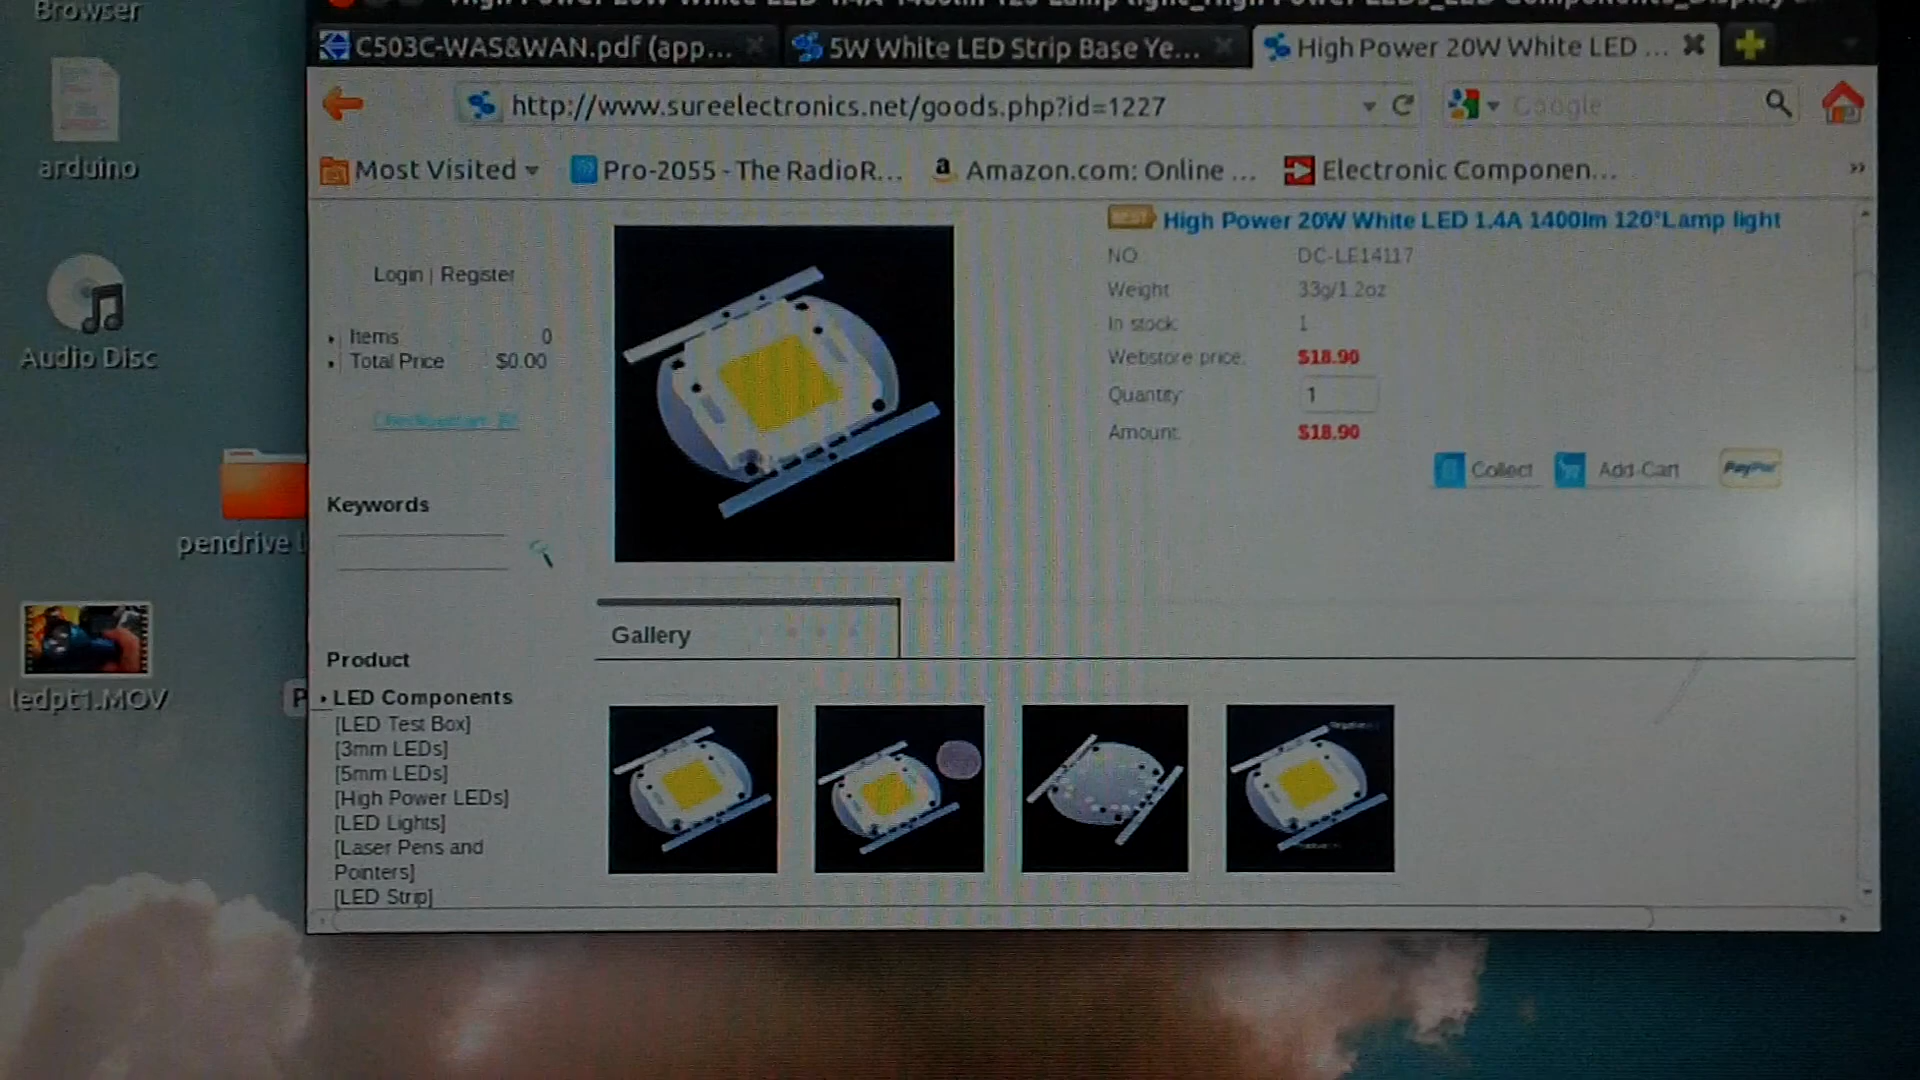 Browser
C503C-WAS&WAN.pdf (app...
5W White LED Strip Base Ye...
High Power 20W White LED ...
http://www.sureelectronics.net/goods.php?id=1227
Google
arduino
Most Visited
Pro-2055 - The RadioR...
Amazon.com: Online ...
Electronic Componen...
»
High Power 20W White LED 1.4A 1400lm 120°Lamp light
NO DC-LE14117
Login | Register
Weight 33g/1.2oz
In stock: 1
Items 0
Audio Disc
Total Price $0.00
Webstore price: $18.90
Quantity: 1
Amount: $18.90
Collect
Add Cart
PayPal
Keywords
pendrive
Gallery
Product
ledpt1.MOV
P
LED Components
[LED Test Box]
[3mm LEDs]
[5mm LEDs]
[High Power LEDs]
[LED Lights]
[Laser Pens and
Pointers]
[LED Strip]